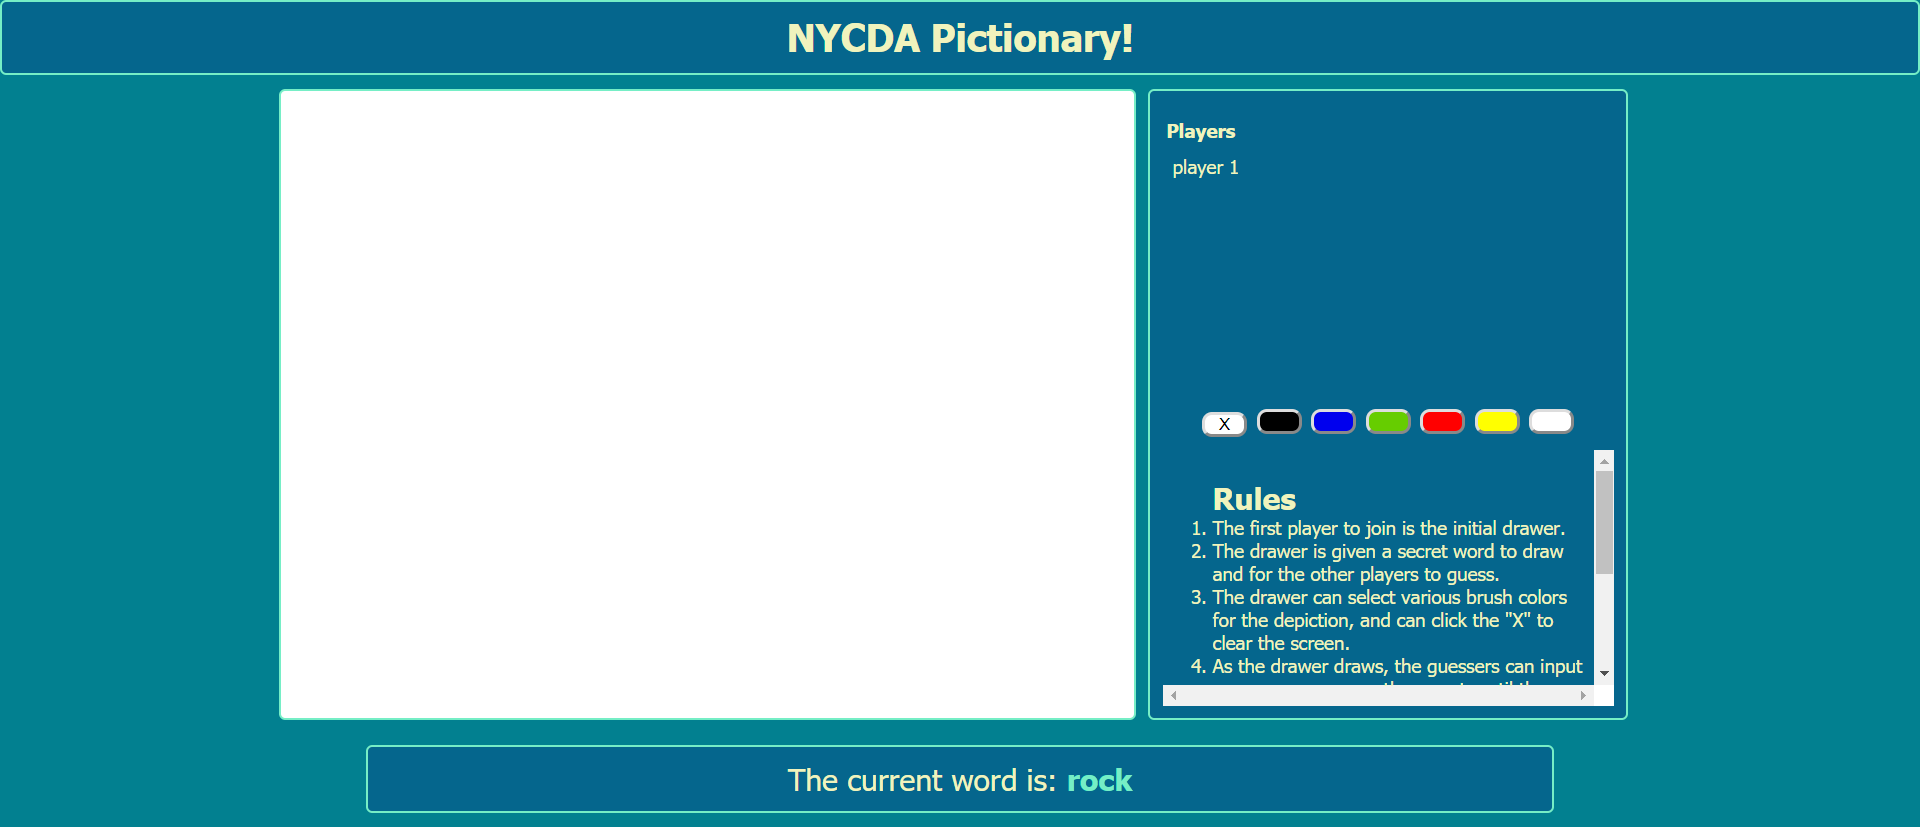 NYCDA Pictionary!
Players
player 1
X
Rules
1. The first player to join is the initial drawer.
2. The drawer is given a secret word to draw
and for the other players to guess.
3. The drawer can select various brush colors
for the depiction, and can click the "X" to
clear the screen.
4. As the drawer draws, the guessers can input
The current word is: rock